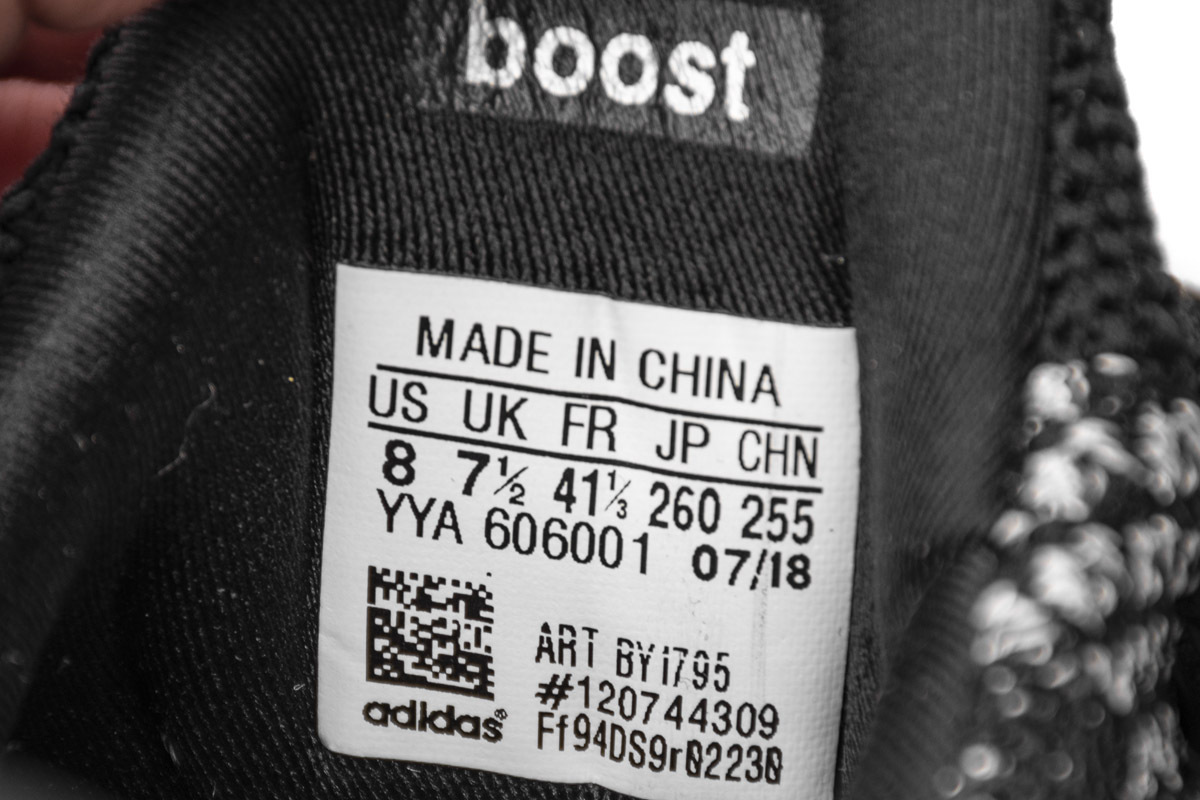 boost
MADE IN CHINA
US UK FR JP CHN
8 7½ 41⅓ 260 255
YYA 606001 07/18
ART BY1795
#120744309
Ff94DS9r02230
adidas®